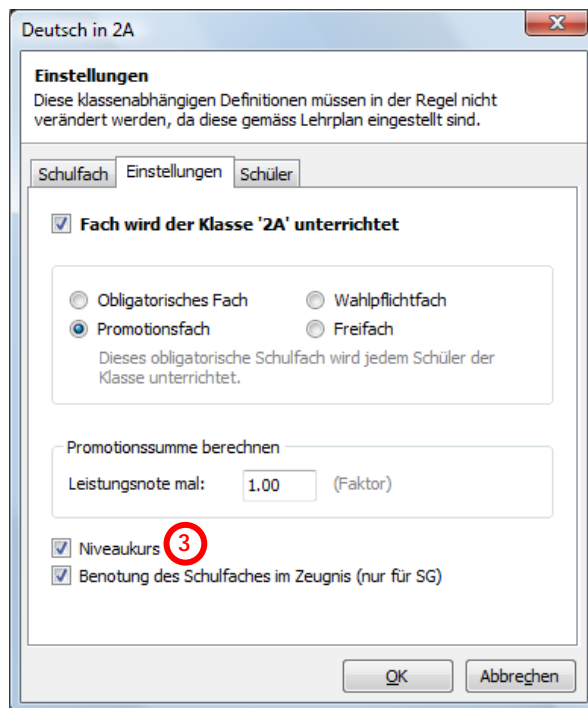 Deutsch in 2A
X
Einstellungen
Diese klassenabhängigen Definitionen müssen in der Regel nicht
verändert werden, da diese gemäss Lehrplan eingestellt sind.
Schulfach Einstellungen Schüler
Fach wird der Klasse '2A' unterrichtet
Obligatorisches Fach Wahlpflichtfach
Promotionsfach Freifach
Dieses obligatorische Schulfach wird jedem Schüler der
Klasse unterrichtet.
Promotionssumme berechnen
Leistungsnote mal: 1.00 (Faktor)
Niveaukurs 3
Benotung des Schulfaches im Zeugnis (nur für SG)
OK Abbrechen